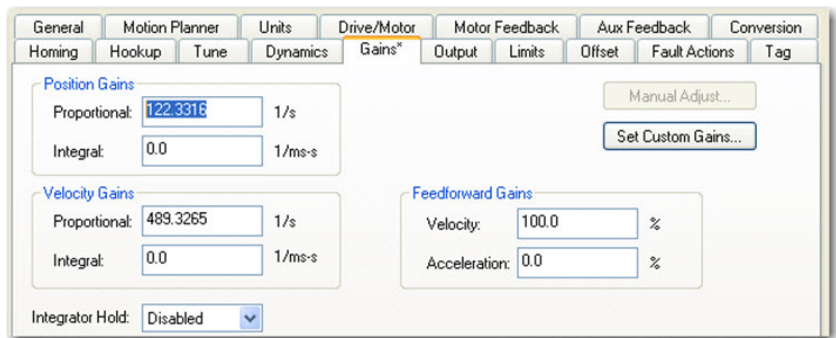 General Motion Planner Units Drive/Motor Motor Feedback Aux Feedback Conversion
Homing Hookup Tune Dynamics Gains* Output Limits Offset Fault Actions Tag
Position Gains
Manual Adjust...
Proportional: 122.3316 1/s
Set Custom Gains...
Integral: 0.0 1/ms-s
Velocity Gains Feedforward Gains
Proportional: 489.3265 1/s Velocity: 100.0 %
Integral: 0.0 1/ms-s Acceleration: 0.0 %
Integrator Hold: Disabled